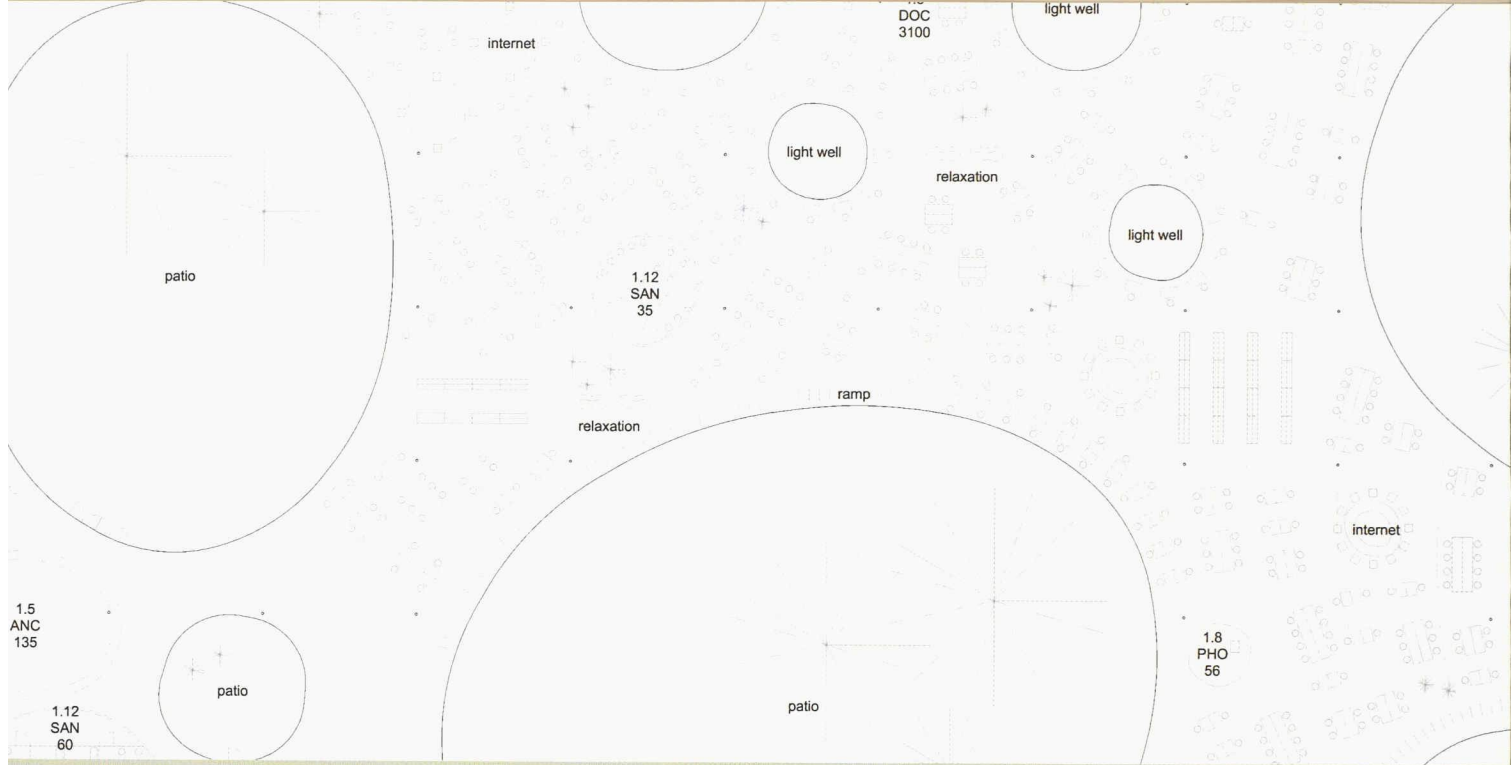 DOC
3100
light well
internet
light well
relaxation
light well
patio
1.12
SAN
35
ramp
relaxation
internet
1.5
ANC
135
1.8
PHO
56
patio
patio
1.12
SAN
60